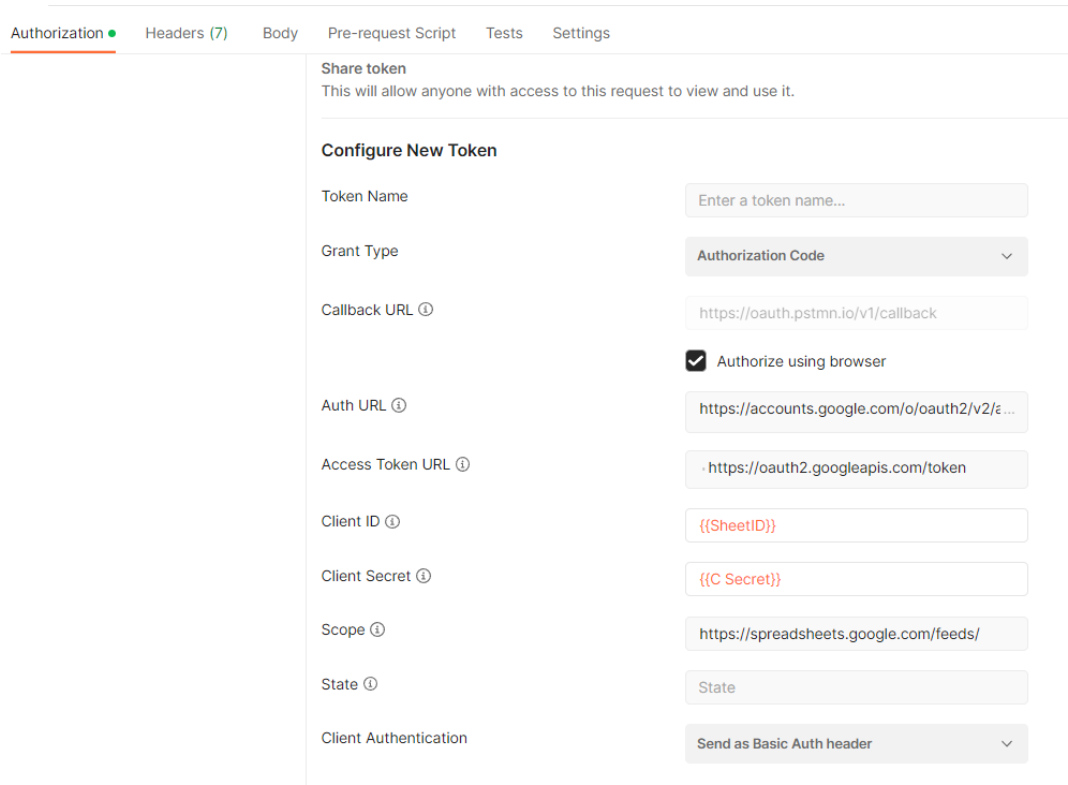 Authorization Headers (7) Body Pre-request Script Tests Settings
Share token
This will allow anyone with access to this request to view and use it.
Configure New Token
Token Name Enter a token name...
Grant Type Authorization Code
Callback URL https://oauth.pstmn.io/v1/callback
Authorize using browser
Auth URL https://accounts.google.com/o/oauth2/v2/a...
Access Token URL https://oauth2.googleapis.com/token
Client ID {{SheetID}}
Client Secret {{C Secret}}
Scope https://spreadsheets.google.com/feeds/
State State
Client Authentication Send as Basic Auth header